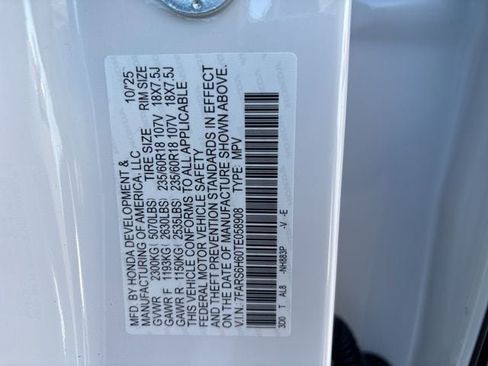 MFD. BY HONDA DEVELOPMENT & 10/25
MANUFACTURING OF AMERICA, LLC.
TIRE SIZE RIM SIZE
GVWR 2300KG( 5070LBS)
GAWR F 1193KG( 2630LBS) 235/60R18 107V 18X7.5J
GAWR R 1150KG( 2535LBS) 235/60R18 107V 18X7.5J
THIS VEHICLE CONFORMS TO ALL APPLICABLE
FEDERAL MOTOR VEHICLE SAFETY
AND THEFT PREVENTION STANDARDS IN EFFECT
ON THE DATE OF MANUFACTURE SHOWN ABOVE.
V.I.N: 7FARS6H60TE058908 TYPE: MPV
3D0 T AL8 -NH883P -V -E